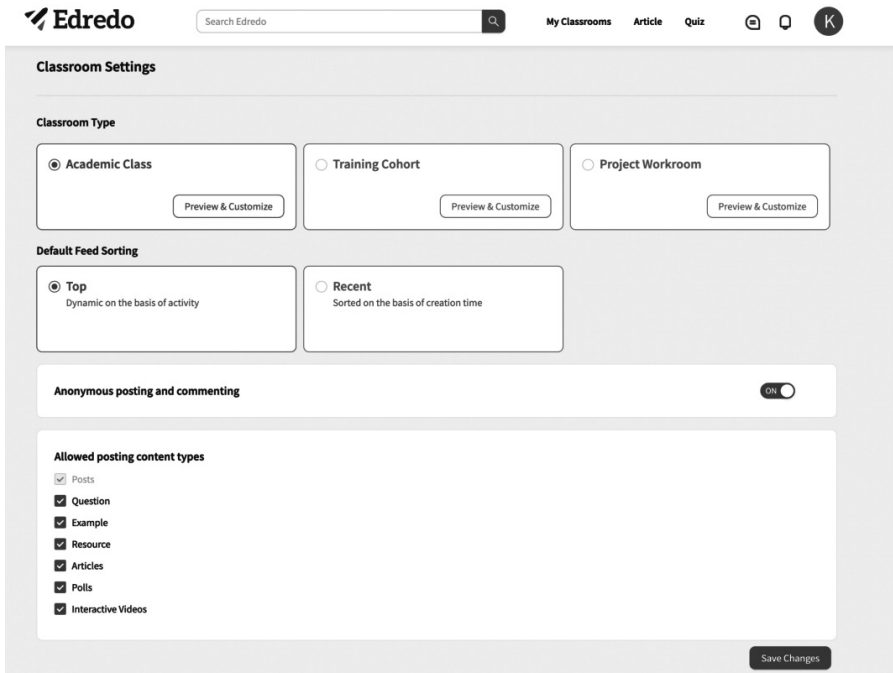 Edredo
Search Edredo
My Classrooms Article Quiz
K
Classroom Settings
Classroom Type
Academic Class
Preview & Customize
Training Cohort
Preview & Customize
Project Workroom
Preview & Customize
Default Feed Sorting
Top
Dynamic on the basis of activity
Recent
Sorted on the basis of creation time
Anonymous posting and commenting
ON
Allowed posting content types
Posts
Question
Example
Resource
Articles
Polls
Interactive Videos
Save Changes